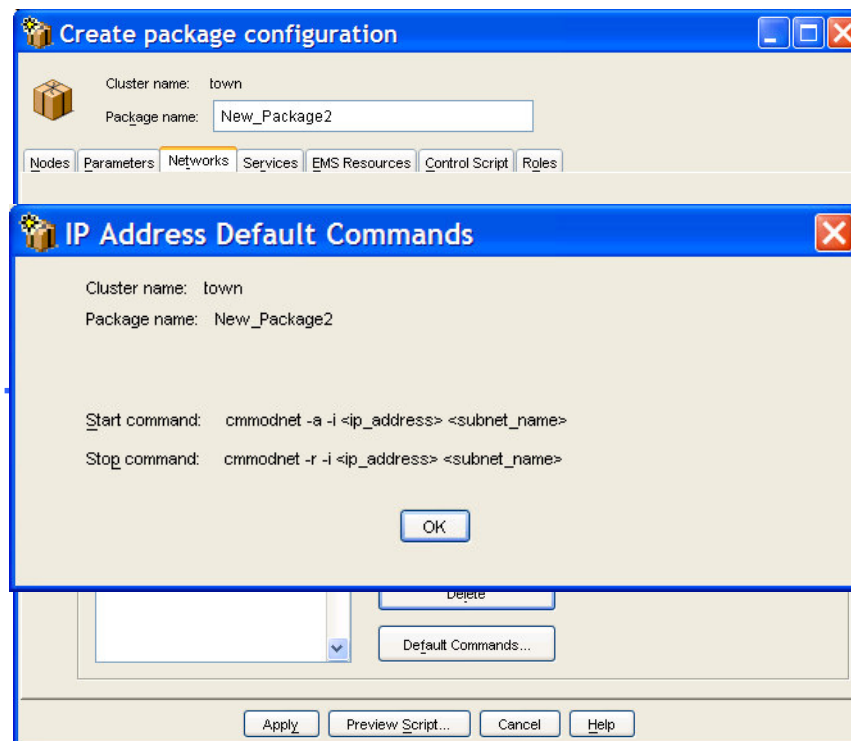 Create package configuration
Cluster name: town
Package name: New_Package2
Nodes Parameters Networks Services EMS Resources Control Script Roles
IP Address Default Commands
Cluster name: town
Package name: New_Package2
Start command: cmmodnet -a -i <ip_address> <subnet_name>
Stop command: cmmodnet -r -i <ip_address> <subnet_name>
OK
Delete
Default Commands...
Apply Preview Script... Cancel Help